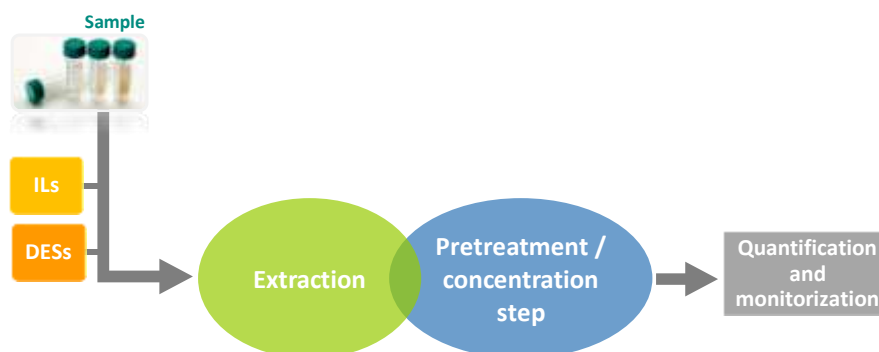 Sample
ILs
DESs
Extraction
Pretreatment /
concentration
step
Quantification
and
monitorization